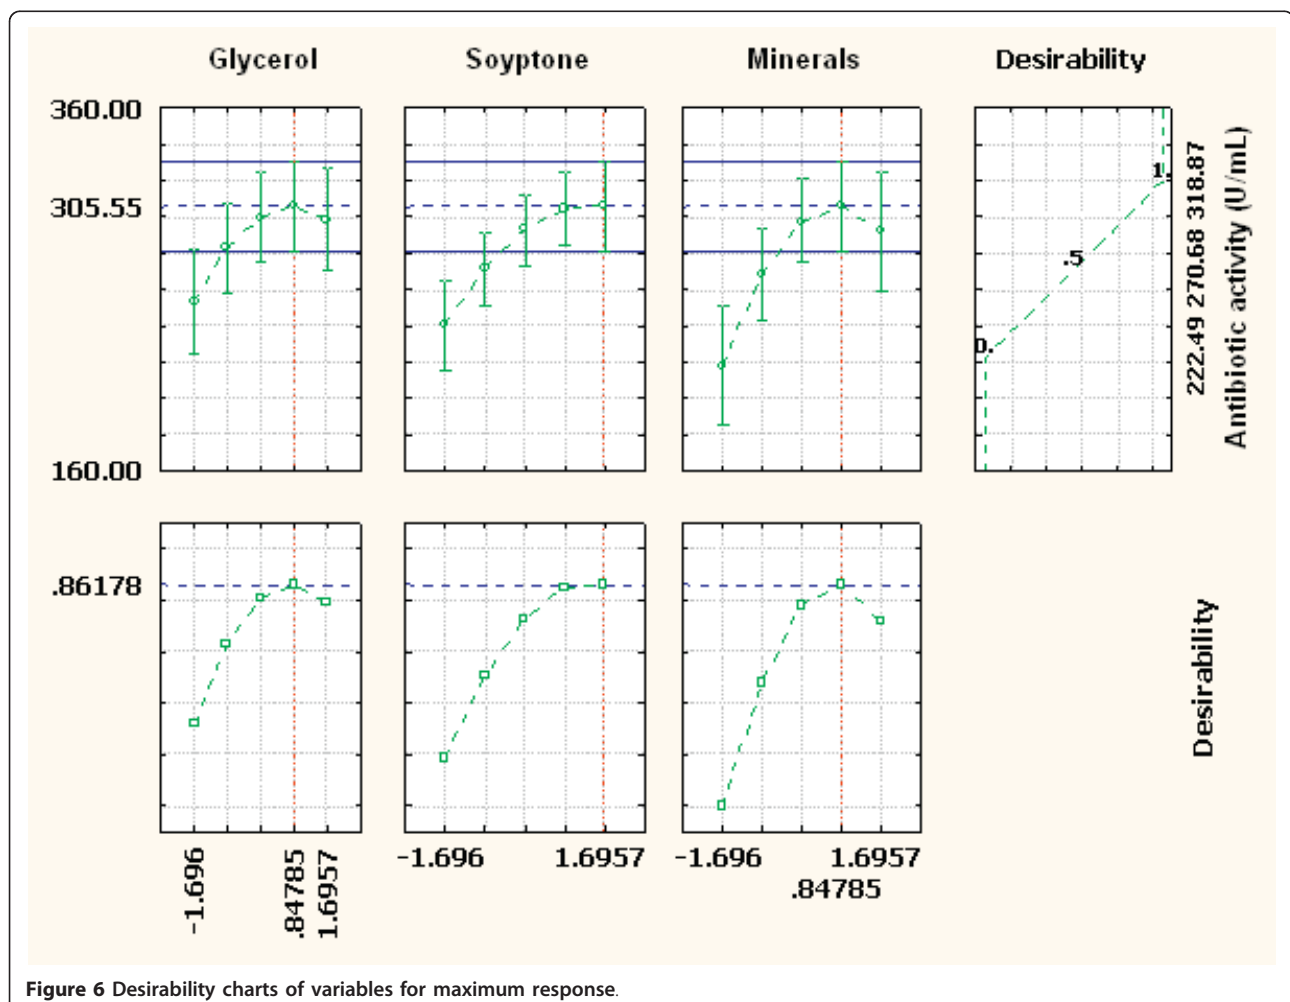 Glycerol Soyptone Minerals Desirability
360.00
305.55
160.00
1.
.5
0.
222.49 270.68 318.87
Antibiotic activity (U/mL)
.86178
Desirability
-1.696 .84785 1.6957
-1.696 1.6957
-1.696 1.6957
.84785
Figure 6 Desirability charts of variables for maximum response.